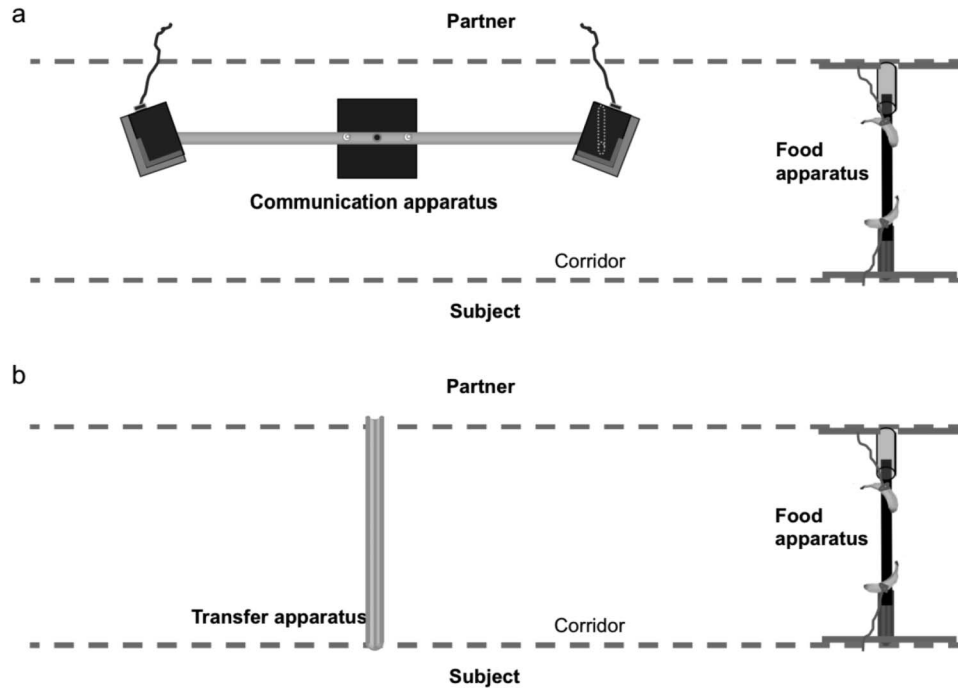 a
Partner
Food
apparatus
Communication apparatus
Corridor
Subject
b
Partner
Food
apparatus
Transfer apparatus
Corridor
Subject